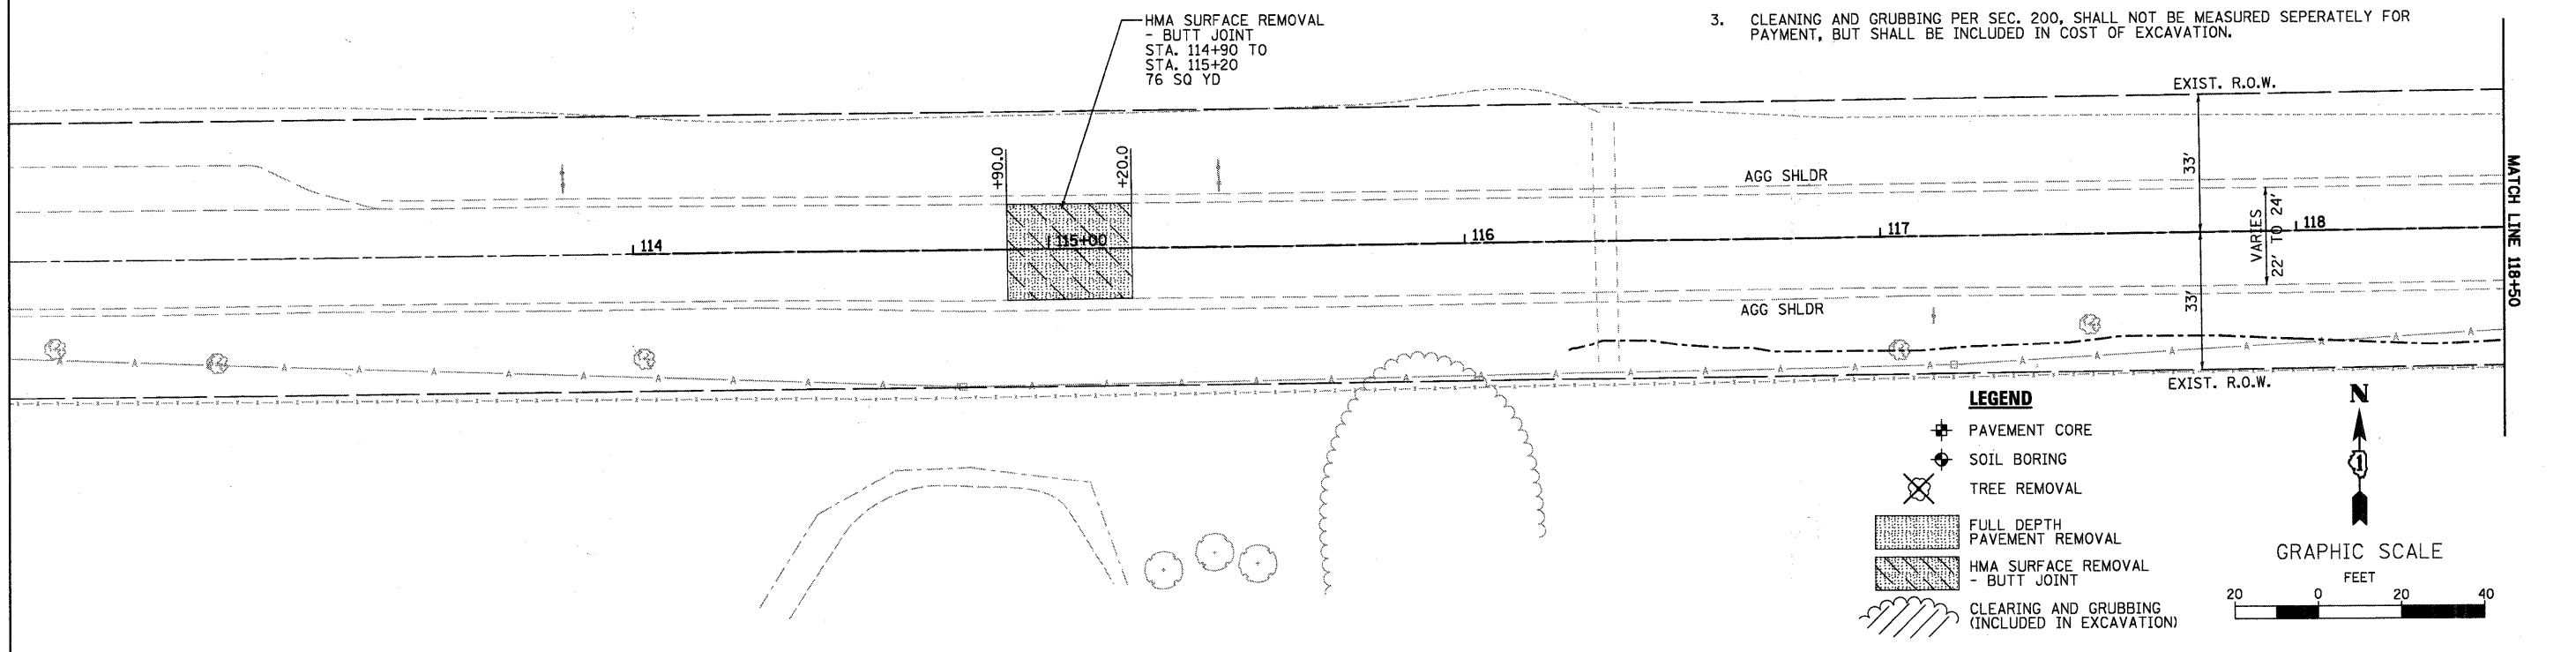 HMA SURFACE REMOVAL
- BUTT JOINT
STA. 114+90 TO
STA. 115+20
76 SQ YD
3. CLEANING AND GRUBBING PER SEC. 200, SHALL NOT BE MEASURED SEPERATELY FOR
PAYMENT, BUT SHALL BE INCLUDED IN COST OF EXCAVATION.
EXIST. R.O.W.
+90.0
+20.0
33'
AGG SHLDR
MATCH LINE 118+50
114
115+00
116
117
118
VARIES
22' TO 24'
33'
AGG SHLDR
EXIST. R.O.W.
LEGEND
PAVEMENT CORE
SOIL BORING
TREE REMOVAL
FULL DEPTH
PAVEMENT REMOVAL
HMA SURFACE REMOVAL
- BUTT JOINT
CLEARING AND GRUBBING
(INCLUDED IN EXCAVATION)
N
1
GRAPHIC SCALE
FEET
20 0 20 40